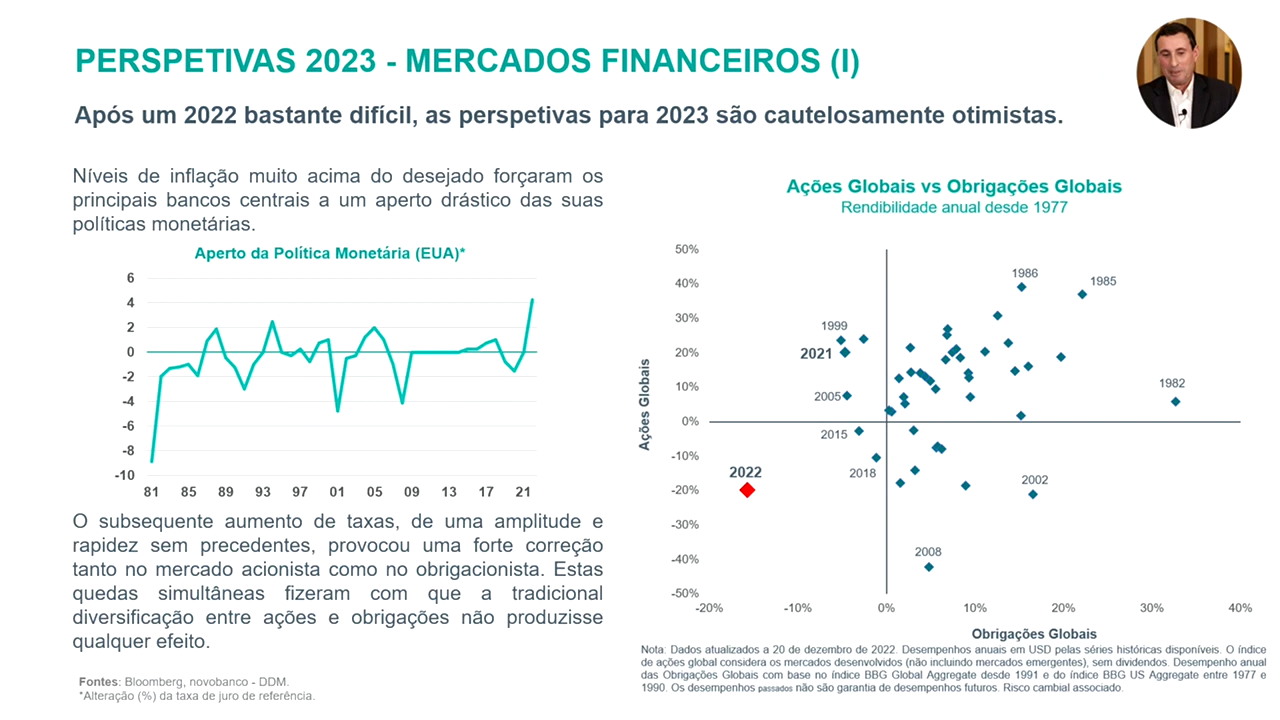 PERSPETIVAS 2023 - MERCADOS FINANCEIROS (I)
Após um 2022 bastante difícil, as perspetivas para 2023 são cautelosamente otimistas.
Níveis de inflação muito acima do desejado forçaram os
principais bancos centrais a um aperto drástico das suas
políticas monetárias.
Aperto da Política Monetária (EUA)*
6
4
2
0
-2
-4
-6
-8
-10
81 85 89 93 97 01 05 09 13 17 21
O subsequente aumento de taxas, de uma amplitude e
rapidez sem precedentes, provocou uma forte correção
tanto no mercado acionista como no obrigacionista. Estas
quedas simultâneas fizeram com que a tradicional
diversificação entre ações e obrigações não produzisse
qualquer efeito.
Fontes: Bloomberg, novobanco - DDM.
*Alteração (%) da taxa de juro de referência.
Ações Globais vs Obrigações Globais
Rendibilidade anual desde 1977
Ações Globais
50%
40%
30%
20%
10%
0%
-10%
-20%
-30%
-40%
-50%
1986
1985
1999
2021
1982
2005
2015
2018
2022
2002
2008
-20% -10% 0% 10% 20% 30% 40%
Obrigações Globais
Nota: Dados atualizados a 20 de dezembro de 2022. Desempenhos anuais em USD pelas séries históricas disponíveis. O índice
de ações global considera os mercados desenvolvidos (não incluindo mercados emergentes), sem dividendos. Desempenho anual
das Obrigações Globais com base no índice BBG Global Aggregate desde 1991 e do índice BBG US Aggregate entre 1977 e
1990. Os desempenhos passados não são garantia de desempenhos futuros. Risco cambial associado.